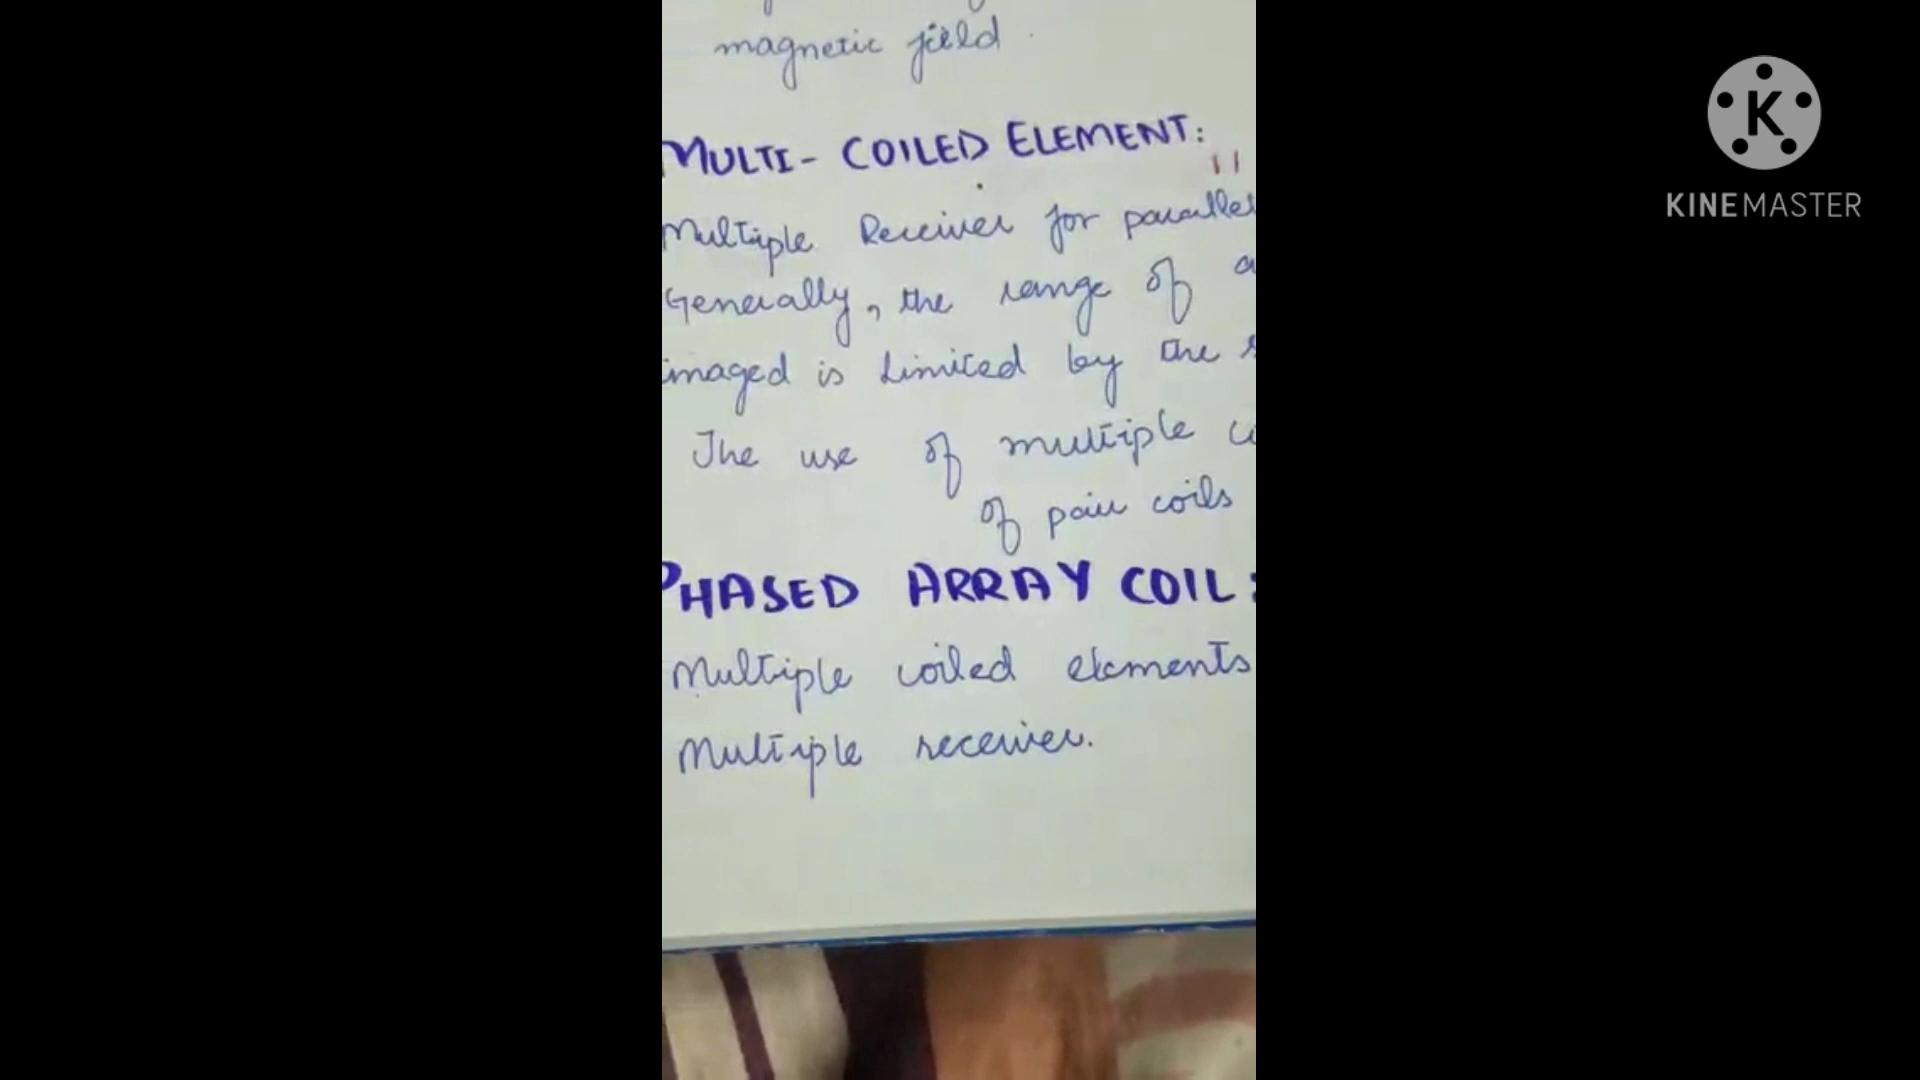 magnetic field.
MULTI- COILED ELEMENT:
Multiple Receiver for parallel
Generally, the range of
imaged is limited by the
The use of multiple
of pair coils
PHASED ARRAY COIL:
Multiple coiled elements
Multiple receiver.
K
KINEMASTER